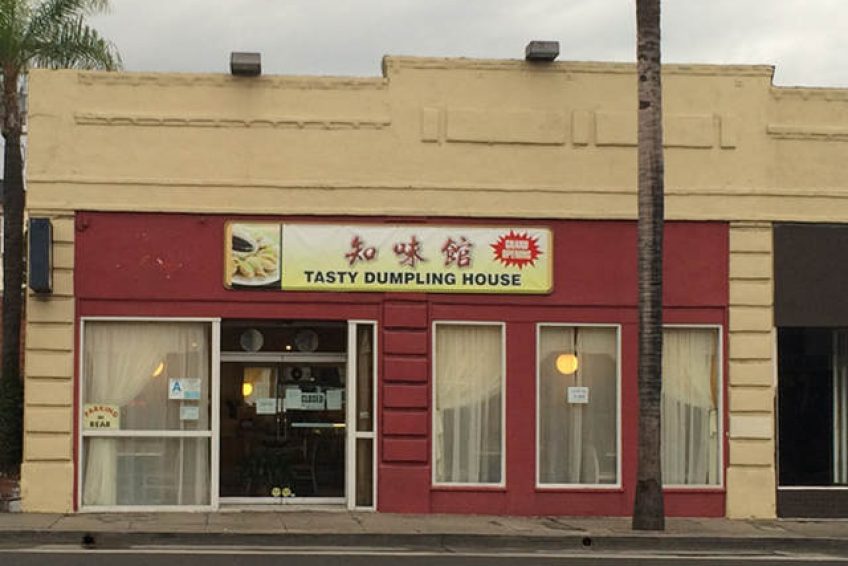 知味館
GRAND
OPENING
TASTY DUMPLING HOUSE
A
PARKING
IN
REAR
CLOSED